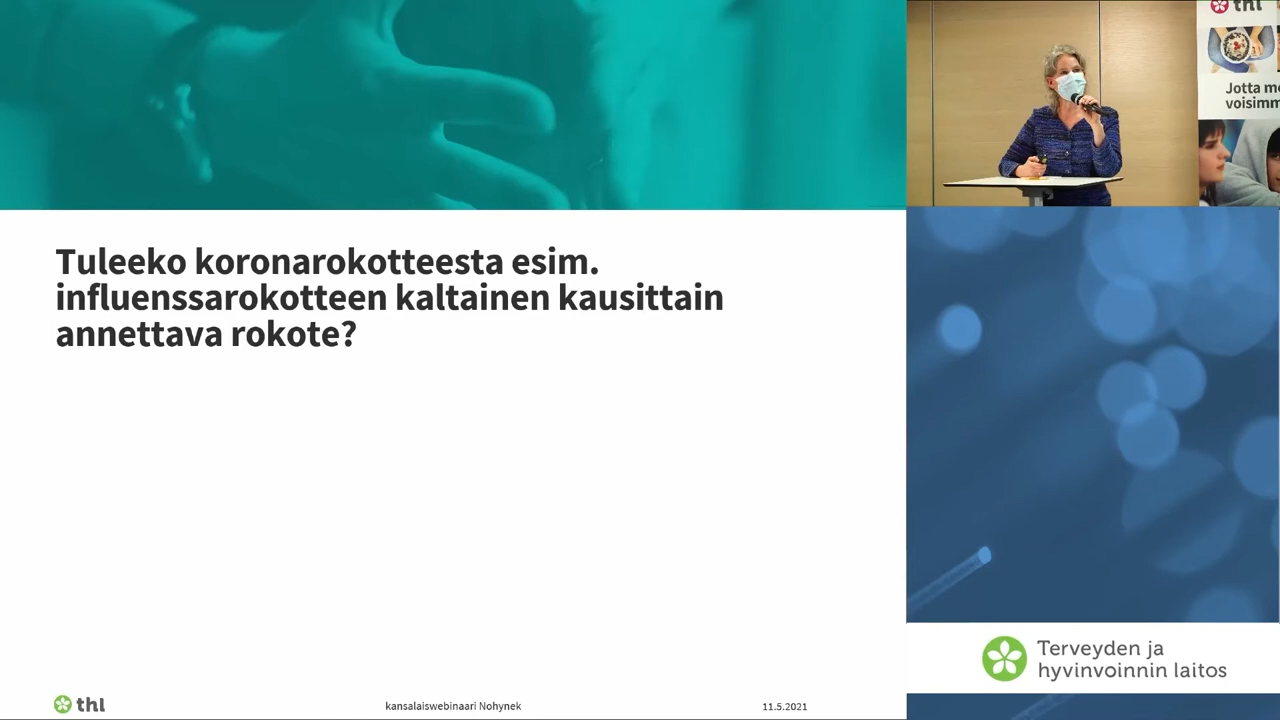 Tuleeko koronarokotteesta esim.
influenssarokotteen kaltainen kausittain
annettava rokote?
thl
kansalaiswebinaari Nohynek
11.5.2021
thl
Jotta me
voisimm
Terveyden ja
hyvinvoinnin laitos